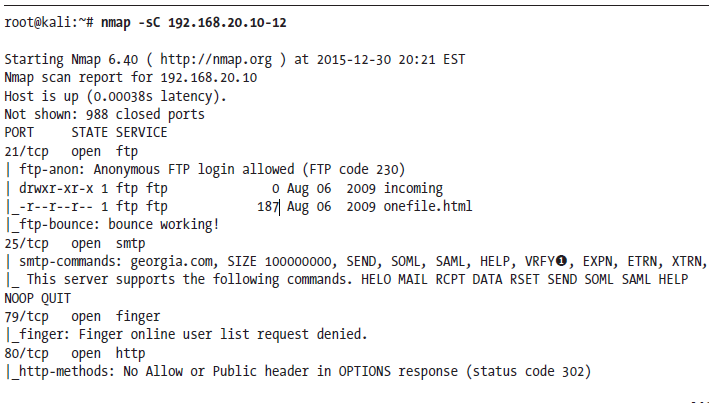 root@kali:~# nmap -sC 192.168.20.10-12
Starting Nmap 6.40 ( http://nmap.org ) at 2015-12-30 20:21 EST
Nmap scan report for 192.168.20.10
Host is up (0.00038s latency).
Not shown: 988 closed ports
PORT STATE SERVICE
21/tcp open ftp
| ftp-anon: Anonymous FTP login allowed (FTP code 230)
| drwxr-xr-x 1 ftp ftp 0 Aug 06 2009 incoming
|_-r--r--r-- 1 ftp ftp 187 Aug 06 2009 onefile.html
|_ftp-bounce: bounce working!
25/tcp open smtp
| smtp-commands: georgia.com, SIZE 100000000, SEND, SOML, SAML, HELP, VRFY❶, EXPN, ETRN, XTRN,
|_ This server supports the following commands. HELO MAIL RCPT DATA RSET SEND SOML SAML HELP
NOOP QUIT
79/tcp open finger
|_finger: Finger online user list request denied.
80/tcp open http
|_http-methods: No Allow or Public header in OPTIONS response (status code 302)